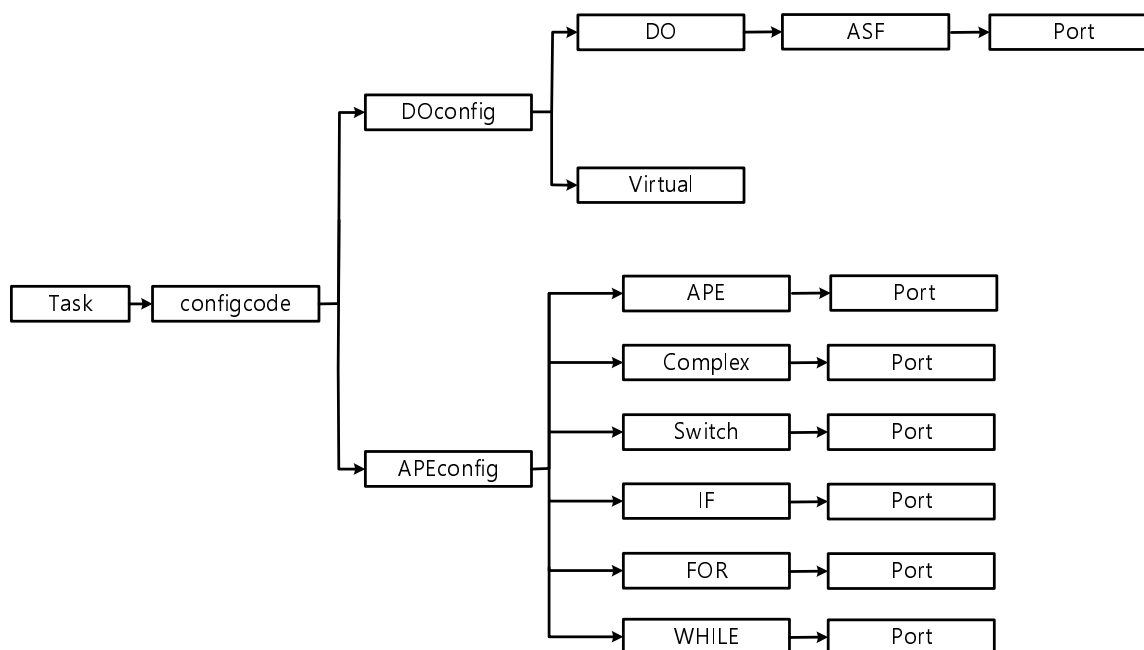 DO ASF Port
DOconfig
Virtual
Task configcode
APE Port
Complex Port
Switch Port
APEconfig
IF Port
FOR Port
WHILE Port